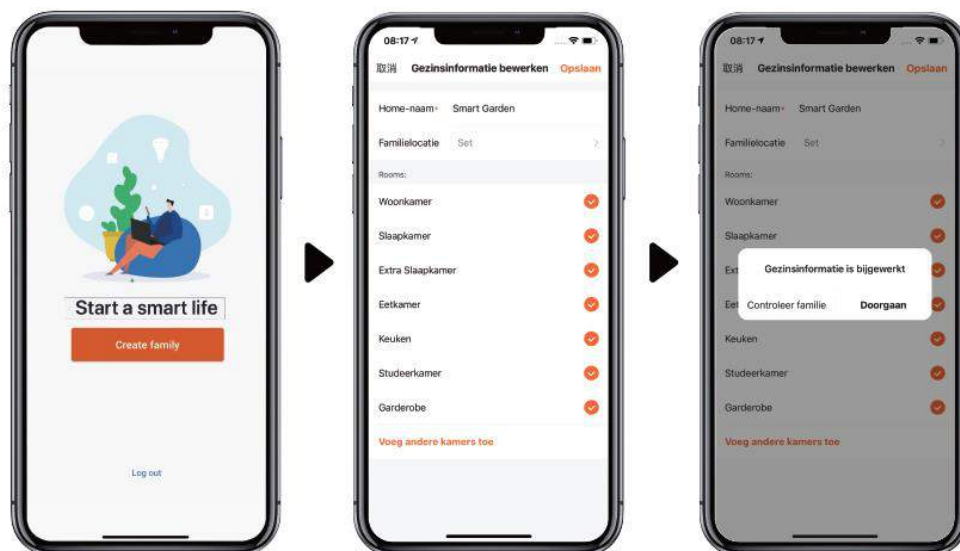 Start a smart life
Create family
Log out
08:17
取消 Gezinsinformatie bewerken Opslaan
Home-naam* Smart Garden
Familielocatie Set
Rooms:
Woonkamer
Slaapkamer
Extra Slaapkamer
Eetkamer
Keuken
Studeerkamer
Garderobe
Voeg andere kamers toe
08:17
取消 Gezinsinformatie bewerken Opslaan
Home-naam* Smart Garden
Familielocatie Set
Rooms:
Woonkamer
Slaapkamer
Ext
Gezinsinformatie is bijgewerkt
Eet
Controleer familie Doorgaan
Keuken
Studeerkamer
Garderobe
Voeg andere kamers toe